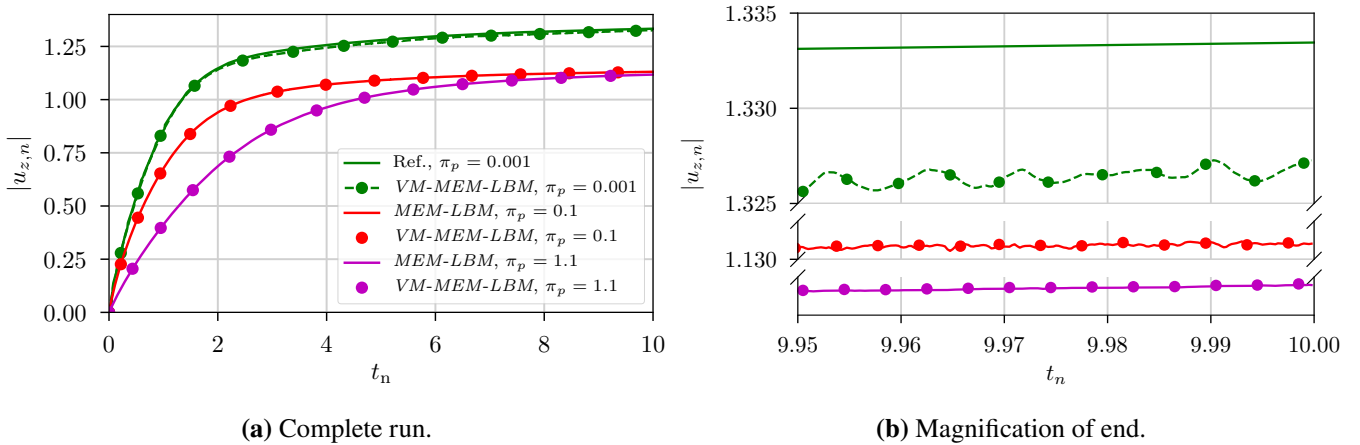 |u_{z,n}|
1.25
1.00
0.75
0.50
0.25
0.00
0 2 4 6 8 10
t_n
Ref., π_p = 0.001
VM-MEM-LBM, π_p = 0.001
MEM-LBM, π_p = 0.1
VM-MEM-LBM, π_p = 0.1
MEM-LBM, π_p = 1.1
VM-MEM-LBM, π_p = 1.1
(a) Complete run.
|u_{z,n}|
1.335
1.330
1.325
1.130
9.95 9.96 9.97 9.98 9.99 10.00
t_n
(b) Magnification of end.